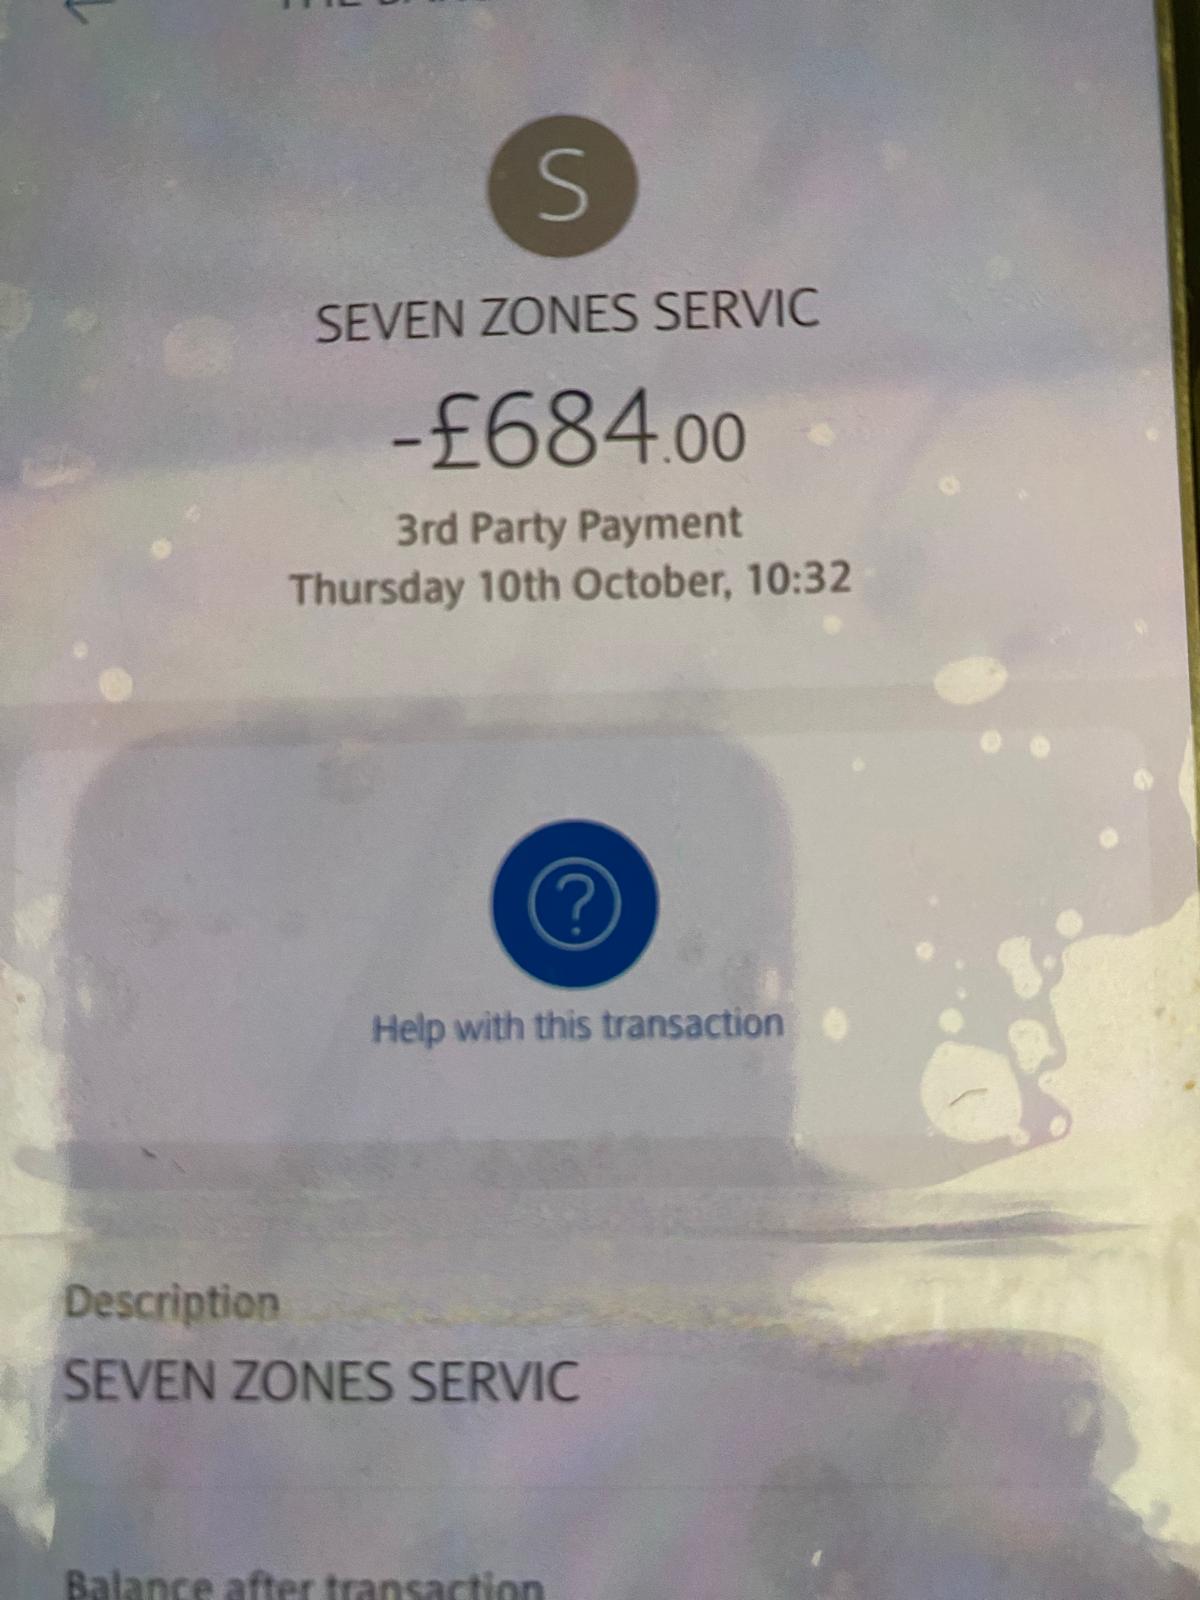 S
SEVEN ZONES SERVIC
-£684.00
3rd Party Payment
Thursday 10th October, 10:32
?
Help with this transaction
Description
SEVEN ZONES SERVIC
Balance after transaction